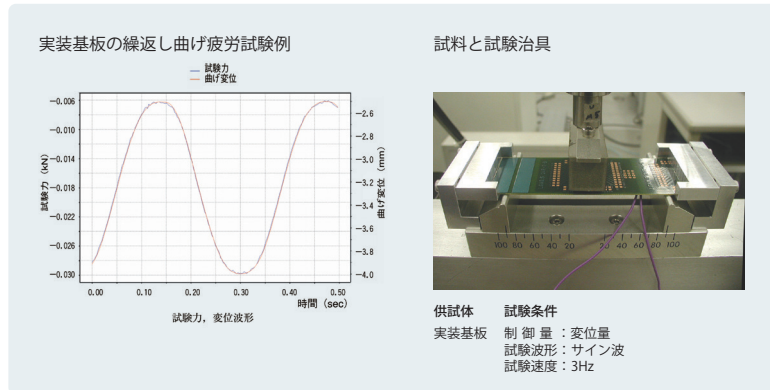 実装基板の繰返し曲げ疲労試験例
試験力
曲げ変位
試験力 (kN)
−0.006
−0.010
−0.014
−0.018
−0.022
−0.026
−0.030
−2.6
−2.8
−3.0
−3.2
−3.4
−3.6
−3.8
−4.0
曲げ変位 (mm)
0.00 0.10 0.20 0.30 0.40 0.50
時間 (sec)
試験力，変位波形
試料と試験治具
100 80 60 40 20 20 40 60 80 100
供試体 試験条件
実装基板 制 御 量 ：変位量
試験波形：サイン波
試験速度：3Hz